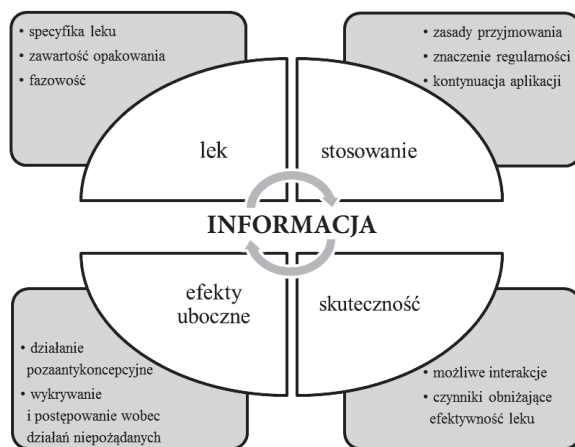 • specyfika leku
• zawartość opakowania
• fazowość
• zasady przyjmowania
• znaczenie regularności
• kontynuacja aplikacji
lek
stosowanie
INFORMACJA
efekty
uboczne
skuteczność
• działanie
pozaantykoncepcyjne
• wykrywanie
i postępowanie wobec
działań niepożądanych
• możliwe interakcje
• czynniki obniżające
efektywność leku